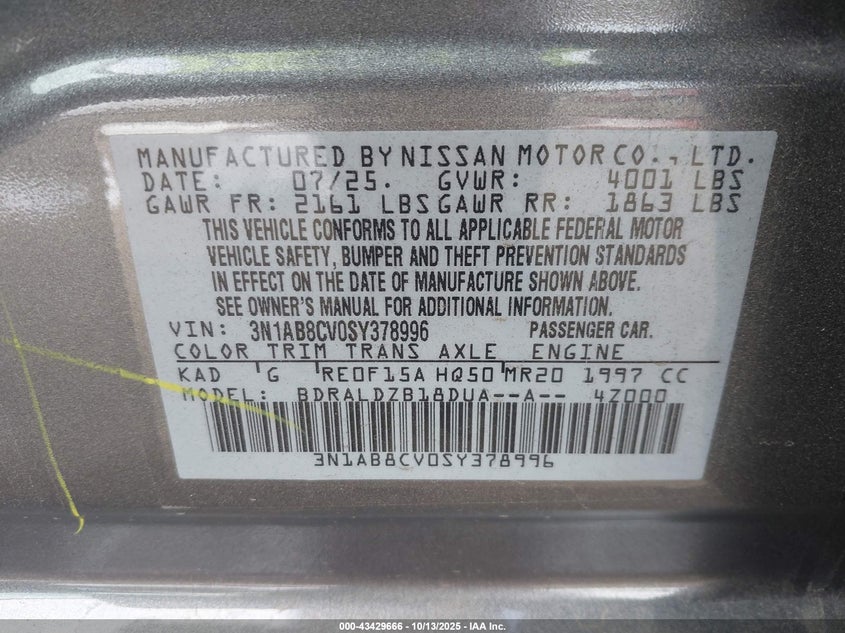 MANUFACTURED BY NISSAN MOTOR CO., LTD.
DATE: 07/25. GVWR: 4001 LBS
GAWR FR: 2161 LBS GAWR RR: 1863 LBS
THIS VEHICLE CONFORMS TO ALL APPLICABLE FEDERAL MOTOR
VEHICLE SAFETY, BUMPER AND THEFT PREVENTION STANDARDS
IN EFFECT ON THE DATE OF MANUFACTURE SHOWN ABOVE.
SEE OWNER'S MANUAL FOR ADDITIONAL INFORMATION.
VIN: 3N1AB8CV0SY378996 PASSENGER CAR.
COLOR TRIM TRANS AXLE ENGINE
KAD G RE0F15A HQ50 MR20 1997 CC
MODEL: BDRALDZB18DUA--A-- 4Z000
3N1AB8CV0SY378996
000-43429666 | 10/13/2025 - IAA Inc.